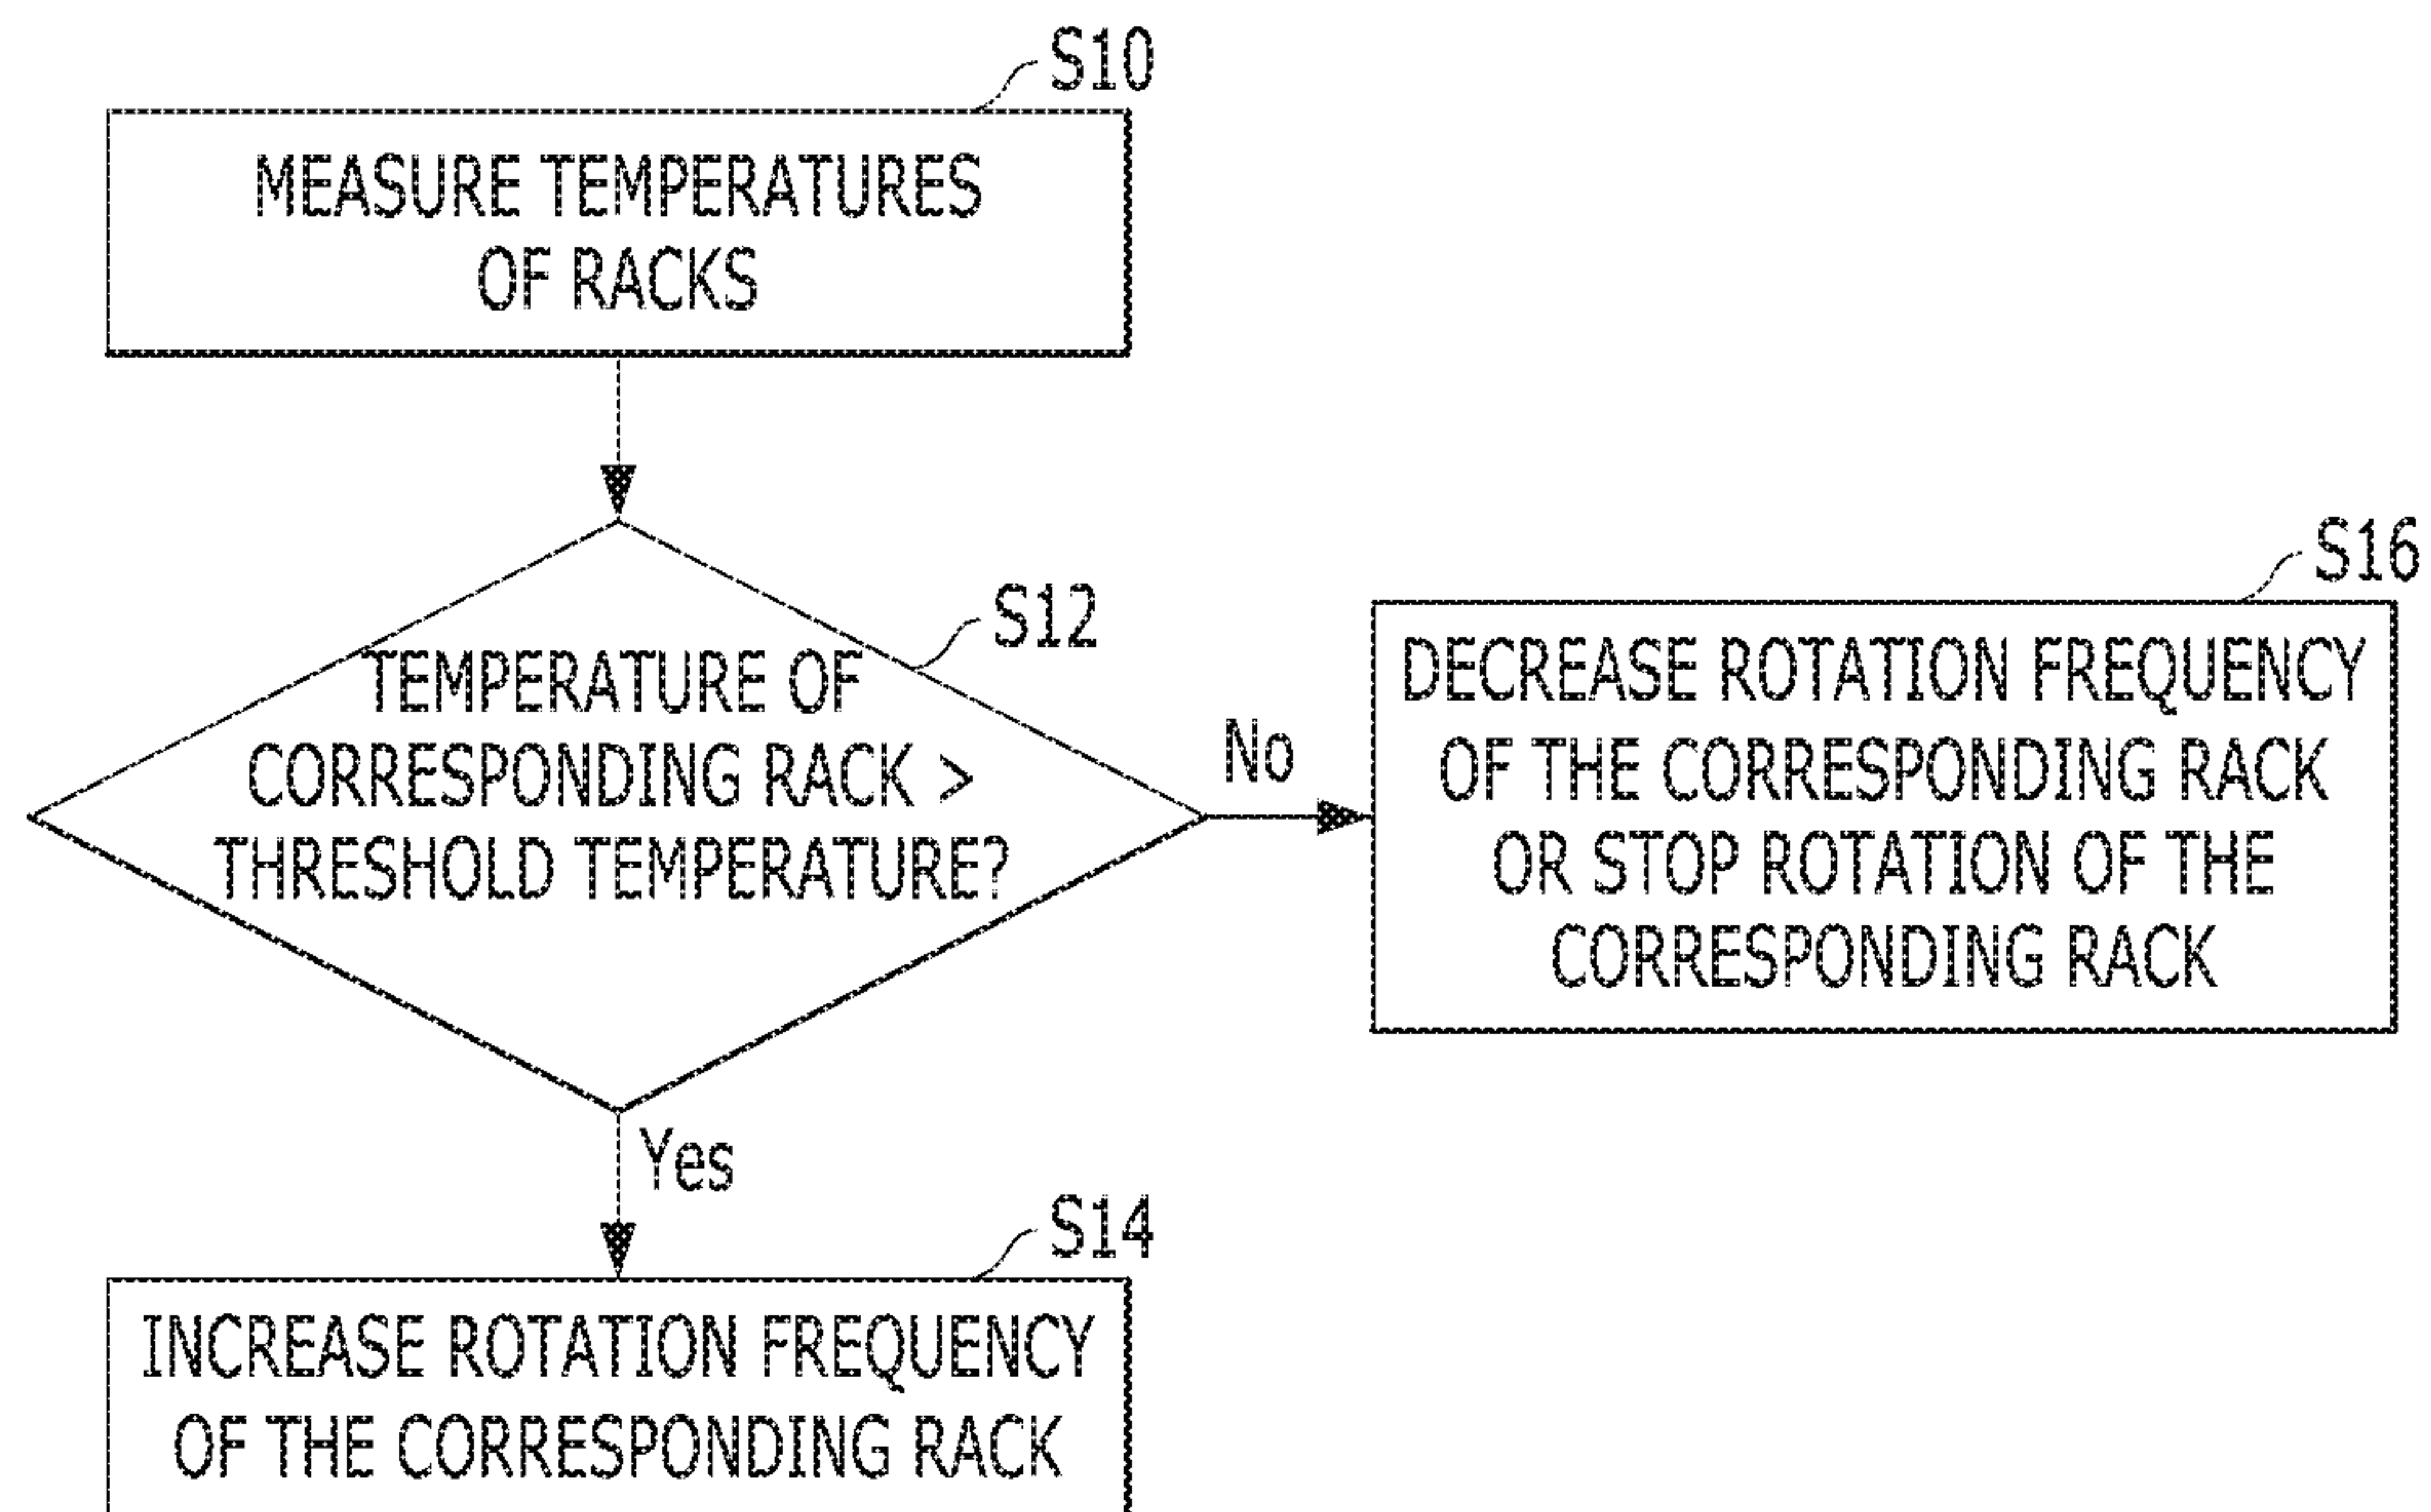 S10
MEASURE TEMPERATURES
OF RACKS
S12
TEMPERATURE OF
CORRESPONDING RACK >
THRESHOLD TEMPERATURE?
No
S16
DECREASE ROTATION FREQUENCY
OF THE CORRESPONDING RACK
OR STOP ROTATION OF THE
CORRESPONDING RACK
Yes
S14
INCREASE ROTATION FREQUENCY
OF THE CORRESPONDING RACK